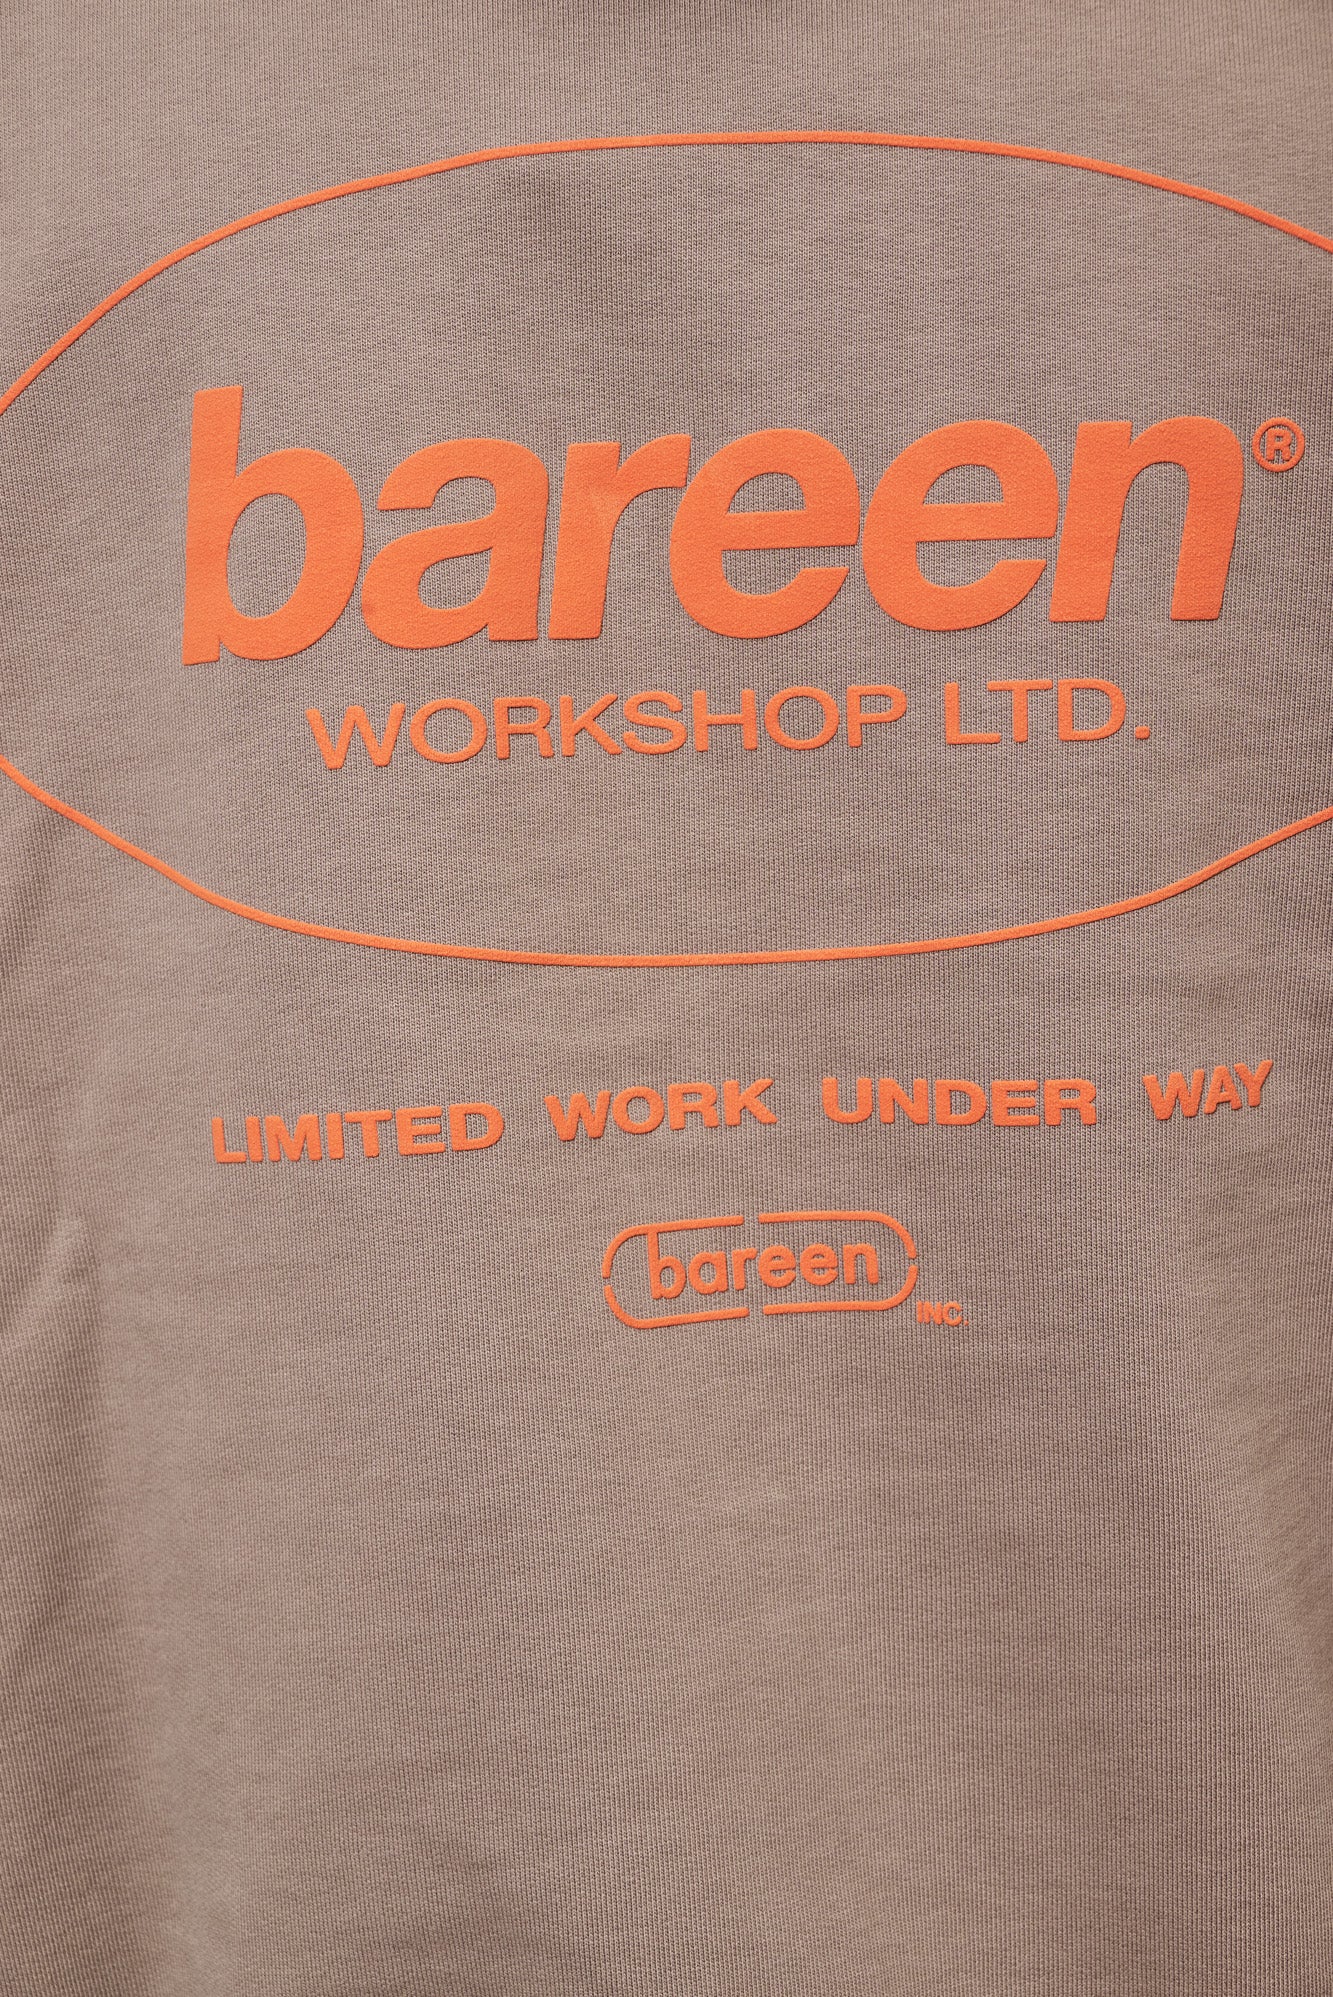 bareen®
WORKSHOP LTD.
LIMITED WORK UNDER WAY
bareen
INC.